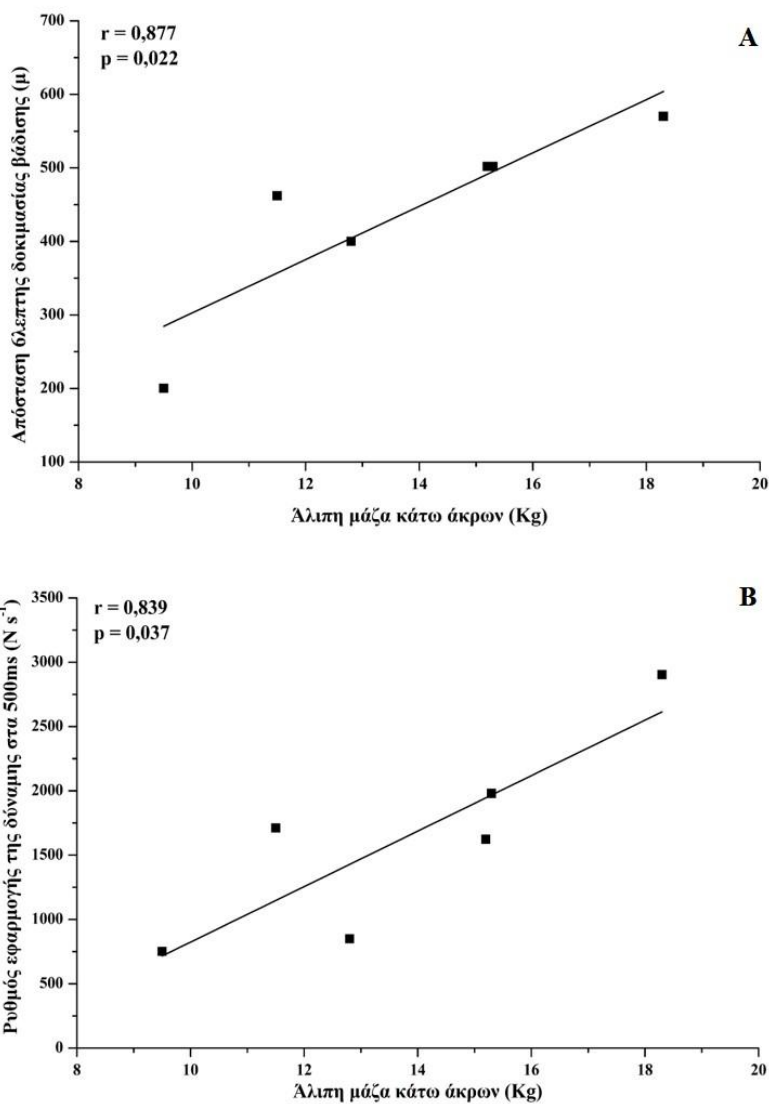 r = 0,877
p = 0,022
A
Απόσταση 6λεπτης δοκιμασίας βάδισης (μ)
700
600
500
400
300
200
100
8 10 12 14 16 18 20
Άλιπη μάζα κάτω άκρων (Kg)
r = 0,839
p = 0,037
B
Ρυθμός εφαρμογής της δύναμης στα 500ms (N s⁻¹)
3500
3000
2500
2000
1500
1000
500
0
8 10 12 14 16 18 20
Άλιπη μάζα κάτω άκρων (Kg)